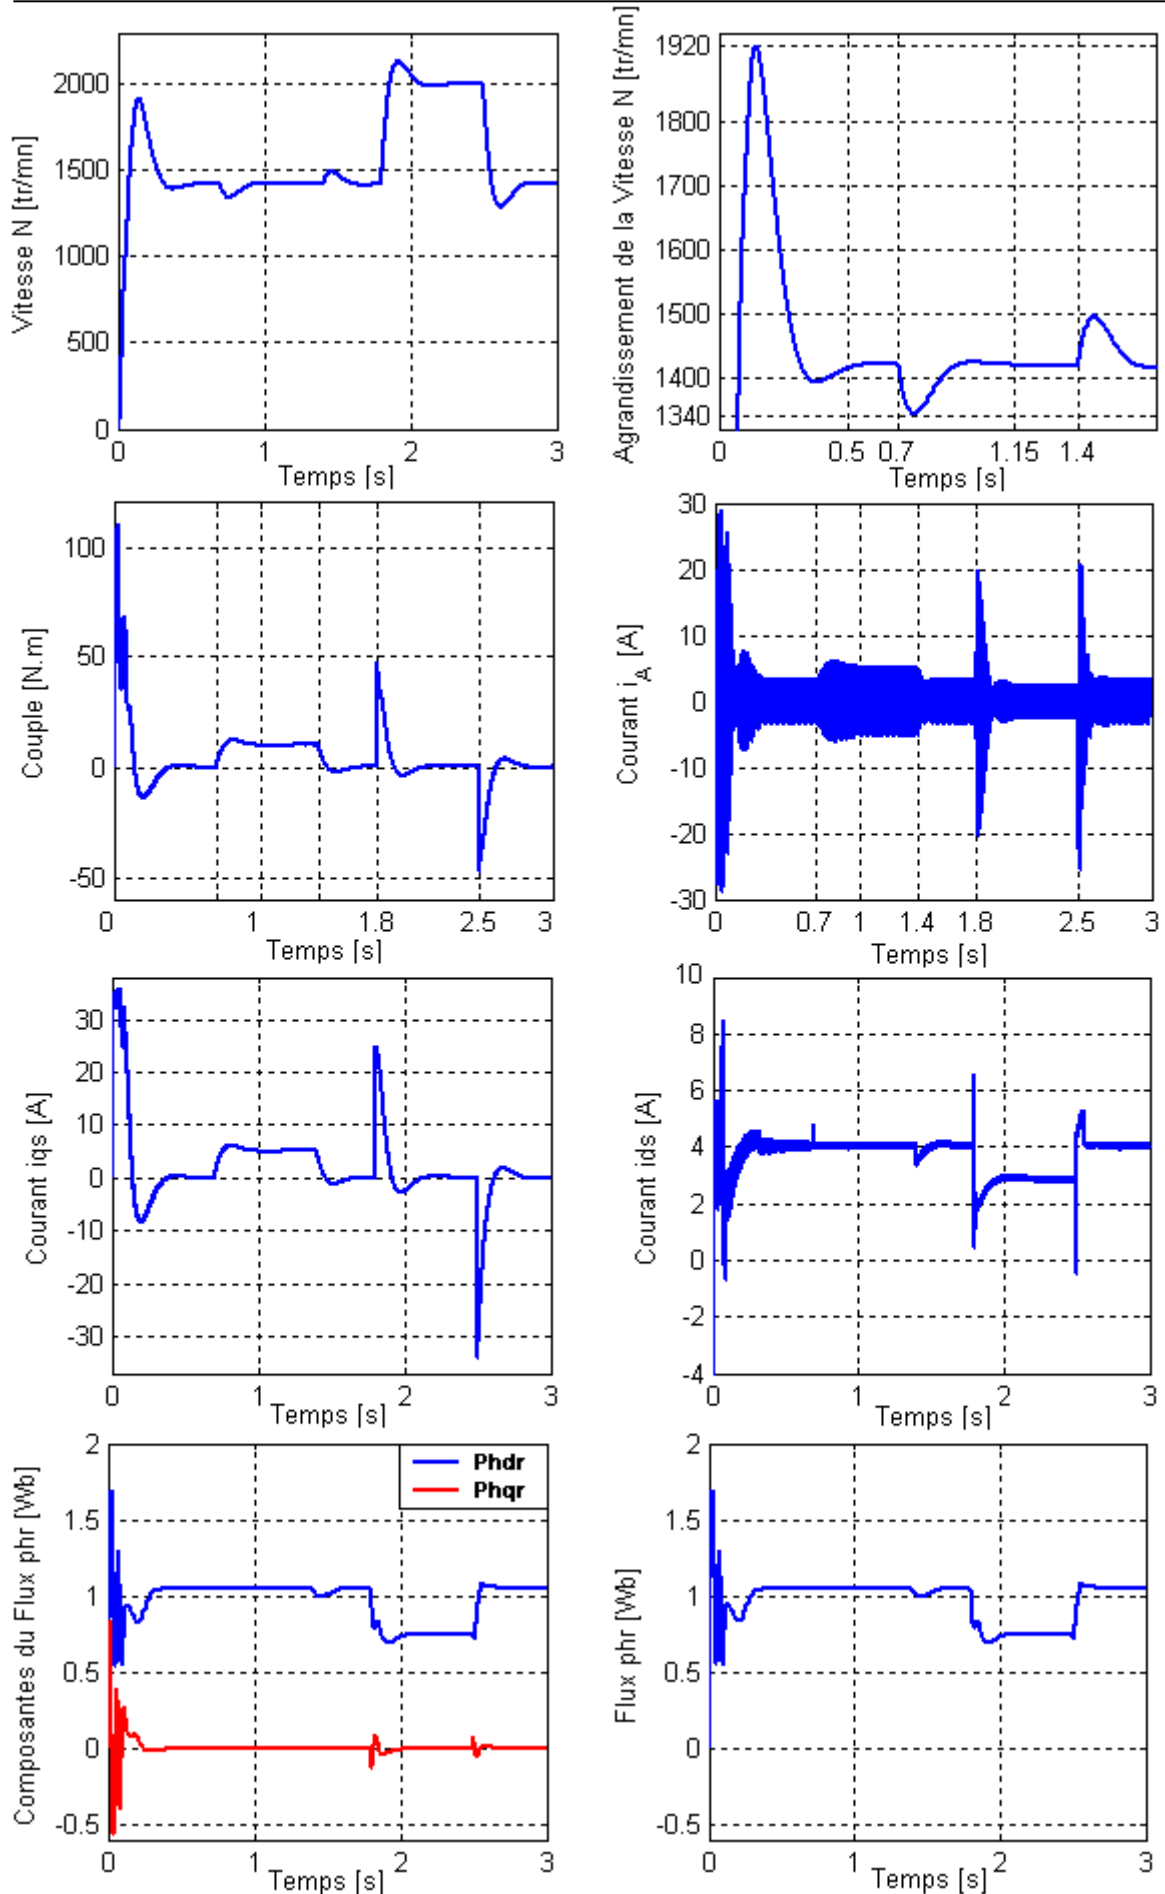 Vitesse N [tr/mn]
2000
1500
1000
500
0
0 1 2 3
Temps [s]
Agrandissement de la Vitesse N [tr/mn]
1920
1800
1700
1600
1500
1400
1340
0 0.5 0.7 1.15 1.4
Temps [s]
Couple [N.m]
100
50
0
-50
0 1 1.8 2.5 3
Temps [s]
Courant i_A [A]
30
20
10
0
-10
-20
-30
0 0.7 1 1.4 1.8 2.5 3
Temps [s]
Courant iqs [A]
30
20
10
0
-10
-20
-30
0 1 2 3
Temps [s]
Courant ids [A]
10
8
6
4
2
0
-2
-4
0 1 2 3
Temps [s]
Composantes du Flux phr [Wb]
2
1.5
1
0.5
0
-0.5
Phdr
Phqr
0 1 2 3
Temps [s]
Flux phr [Wb]
2
1.5
1
0.5
0
-0.5
0 1 2 3
Temps [s]